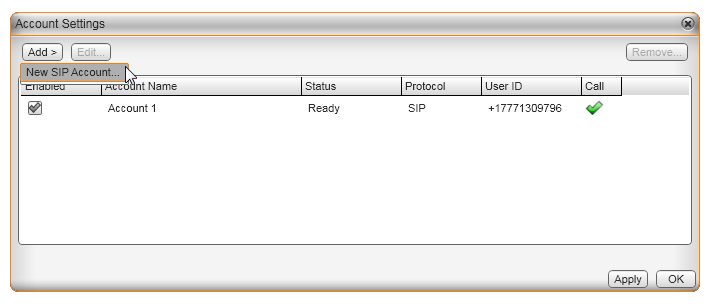 Account Settings
Add > Edit... Remove...
New SIP Account...
Enabled Account Name Status Protocol User ID Call
Account 1 Ready SIP +17771309796
Apply OK